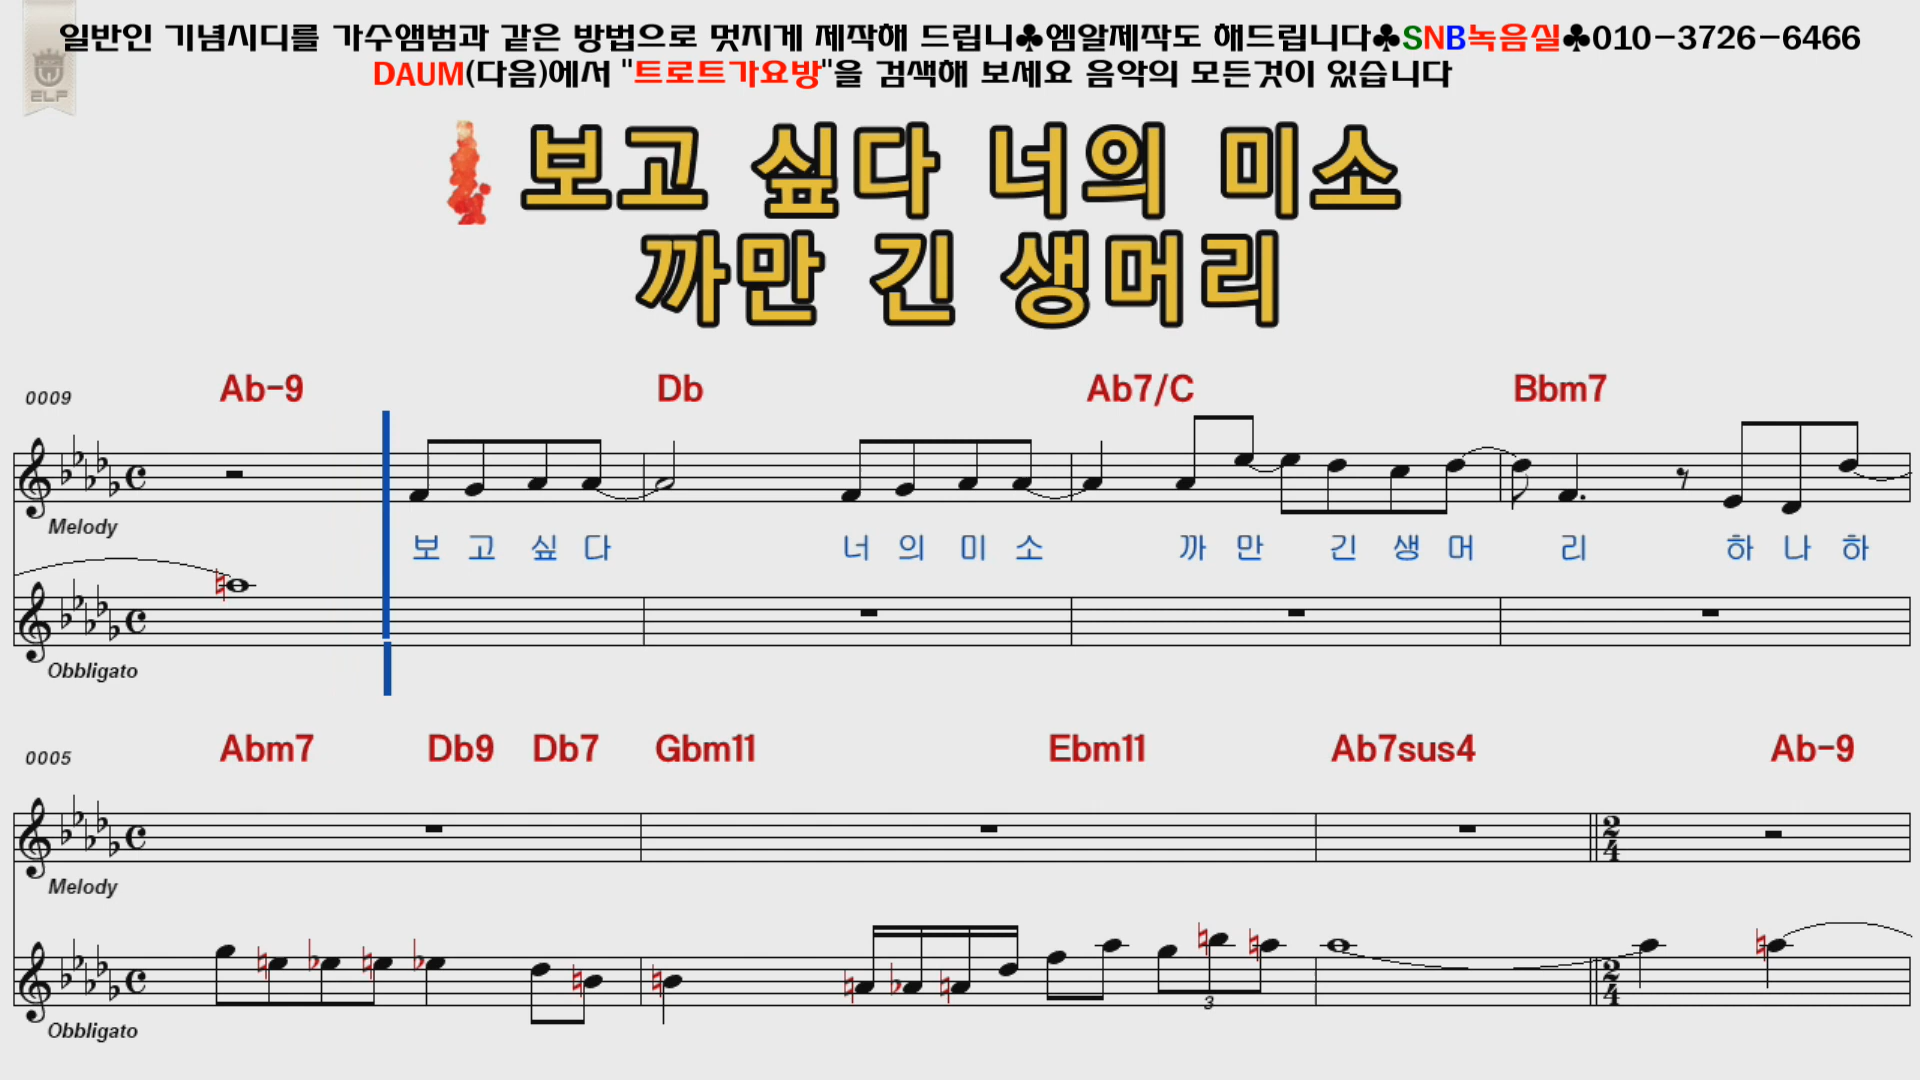 일반인 기념시디를 가수앰범과 같은 방법으로 멋지게 제작해 드립니♣엠알제작도 해드립니다♣SNB녹음실♣010-3726-6466
DAUM(다음)에서 "트로트가요방"을 검색해 보세요 음악의 모든것이 있습니다
ELF
보고 싶다 너의 미소
까만 긴 생머리
0009 Ab-9 Db Ab7/C Bbm7
Melody
보 고 싶 다 너 의 미 소 까 만 긴 생 머 리 하 나 하
Obbligato
0005 Abm7 Db9 Db7 Gbm11 Ebm11 Ab7sus4 Ab-9
2
4
Melody
3
2
4
Obbligato